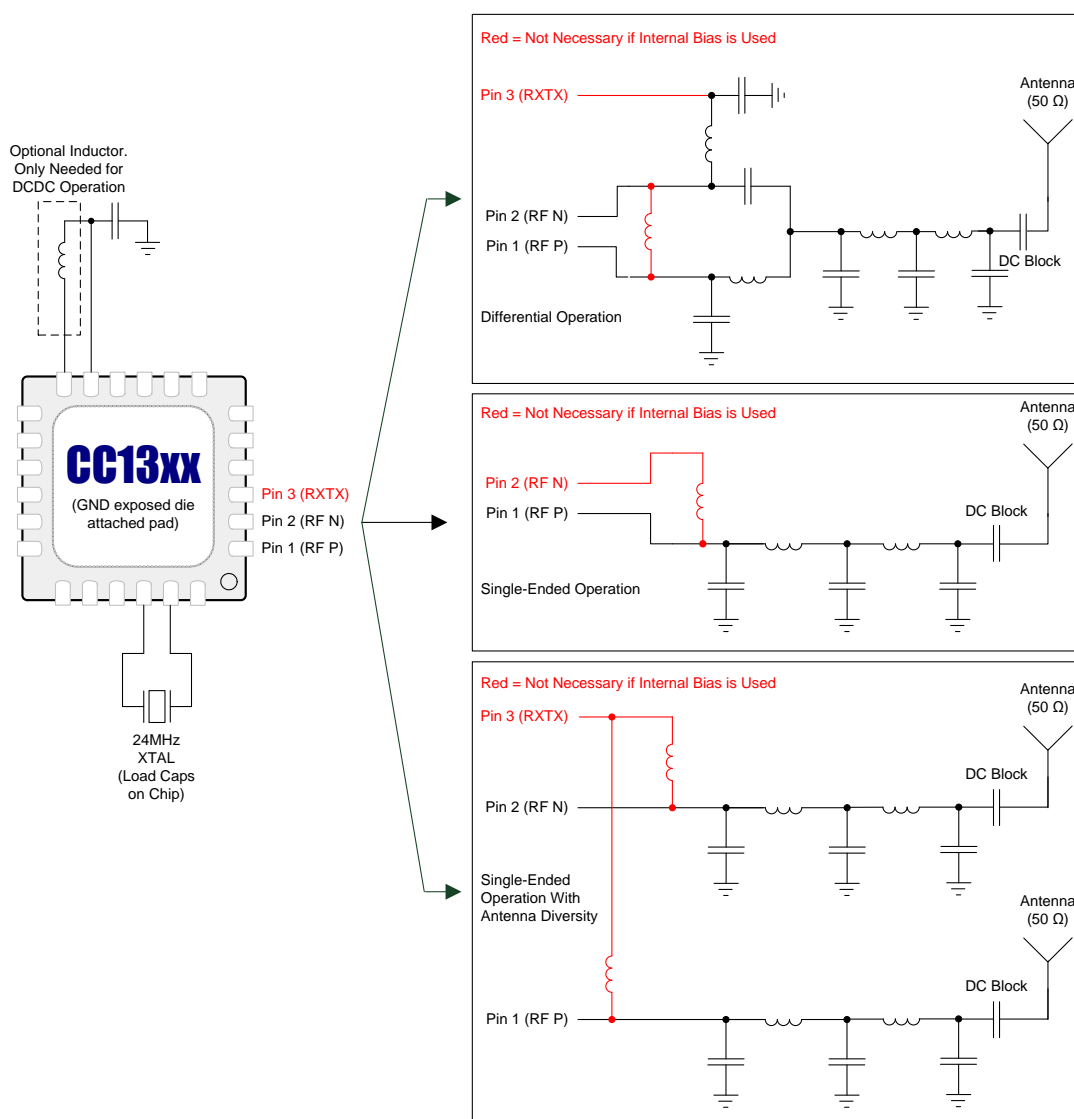 Optional Inductor.
Only Needed for
DCDC Operation
CC13xx
(GND exposed die
attached pad)
Pin 3 (RXTX)
Pin 2 (RF N)
Pin 1 (RF P)
24MHz
XTAL
(Load Caps
on Chip)
Red = Not Necessary if Internal Bias is Used
Pin 3 (RXTX)
Antenna
(50 Ω)
Pin 2 (RF N)
Pin 1 (RF P)
DC Block
Differential Operation
Red = Not Necessary if Internal Bias is Used
Antenna
(50 Ω)
Pin 2 (RF N)
Pin 1 (RF P)
DC Block
Single-Ended Operation
Red = Not Necessary if Internal Bias is Used
Antenna
(50 Ω)
Pin 3 (RXTX)
DC Block
Pin 2 (RF N)
Single-Ended
Operation With
Antenna Diversity
Antenna
(50 Ω)
DC Block
Pin 1 (RF P)